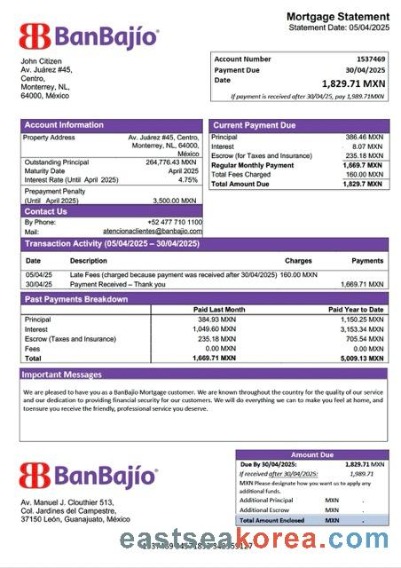 BanBajío
Mortgage Statement
Statement Date: 05/04/2025
John Citizen
Av. Juárez #45,
Centro,
Monterrey, NL,
64000, México
Account Number 1537469
Payment Due 30/04/2025
Date 1,829.71 MXN
If payment is received after 30/04/25, pay 1,989.71MXN
Account Information
Property Address Av. Juárez #45, Centro,
Monterrey, NL, 64000,
México
Outstanding Principal 264,776.43 MXN
Maturity Date April 2025
Interest Rate (Until April 2025) 4.75%
Prepayment Penalty
(Until April 2025) 3,500.00 MXN
Current Payment Due
Principal 386.46 MXN
Interest 8.07 MXN
Escrow (for Taxes and Insurance) 235.18 MXN
Regular Monthly Payment 1,669.7 MXN
Total Fees Charged 160.00 MXN
Total Amount Due 1,829.7 MXN
Contact Us
By Phone: +52 477 710 1100
Mail: atencionaclientes@banbajio.com
Transaction Activity (05/04/2025 – 30/04/2025)
Date Description Charges Payments
05/04/25 Late Fees (charged because payment was received after 30/04/2025) 160.00 MXN
30/04/25 Payment Received – Thank you 1,669.71 MXN
Past Payments Breakdown
Paid Last Month Paid Year to Date
Principal 384.93 MXN 1,150.25 MXN
Interest 1,049.60 MXN 3,153.34 MXN
Escrow (Taxes and Insurance) 235.18 MXN 705.54 MXN
Fees 0.00 MXN 0.00 MXN
Total 1,669.71 MXN 5,009.13 MXN
Important Messages
We are pleased to have you as a BanBajío Mortgage customer. We are known throughout the country for the quality of our service
and our dedication to providing financial security for our customers. We will do everything we can to make you feel at home, and
toensure you receive the friendly, professional service you deserve.
BanBajío
Av. Manuel J. Clouthier 513,
Col. Jardines del Campestre,
37150 León, Guanajuato, México
Amount Due
Due By 30/04/2025: 1,829.71 MXN
If received after 30/04/2025: 1,989.71
MXN Please designate how you want us to apply any
additional funds.
Additional Principal MXN .
Additional Escrow MXN .
Total Amount Enclosed MXN .
eastseakorea.com